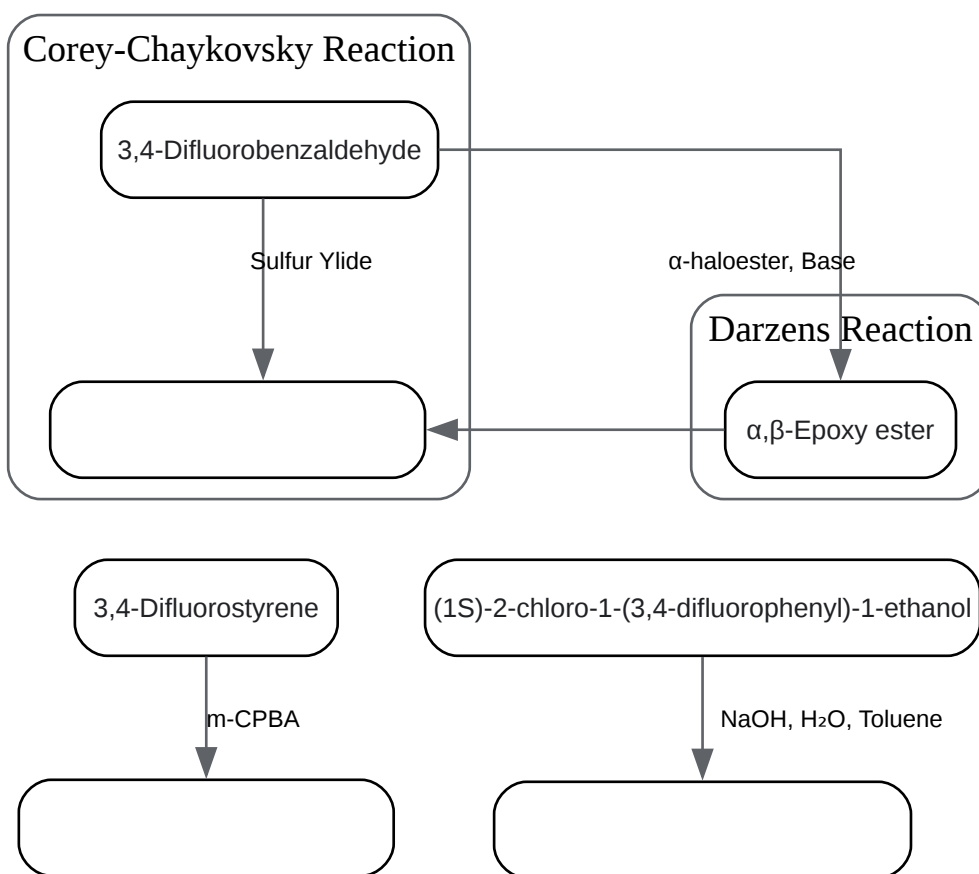 Corey-Chaykovsky Reaction
3,4-Difluorobenzaldehyde
Sulfur Ylide
α-haloester, Base
Darzens Reaction
α,β-Epoxy ester
3,4-Difluorostyrene
(1S)-2-chloro-1-(3,4-difluorophenyl)-1-ethanol
m-CPBA
NaOH, H₂O, Toluene